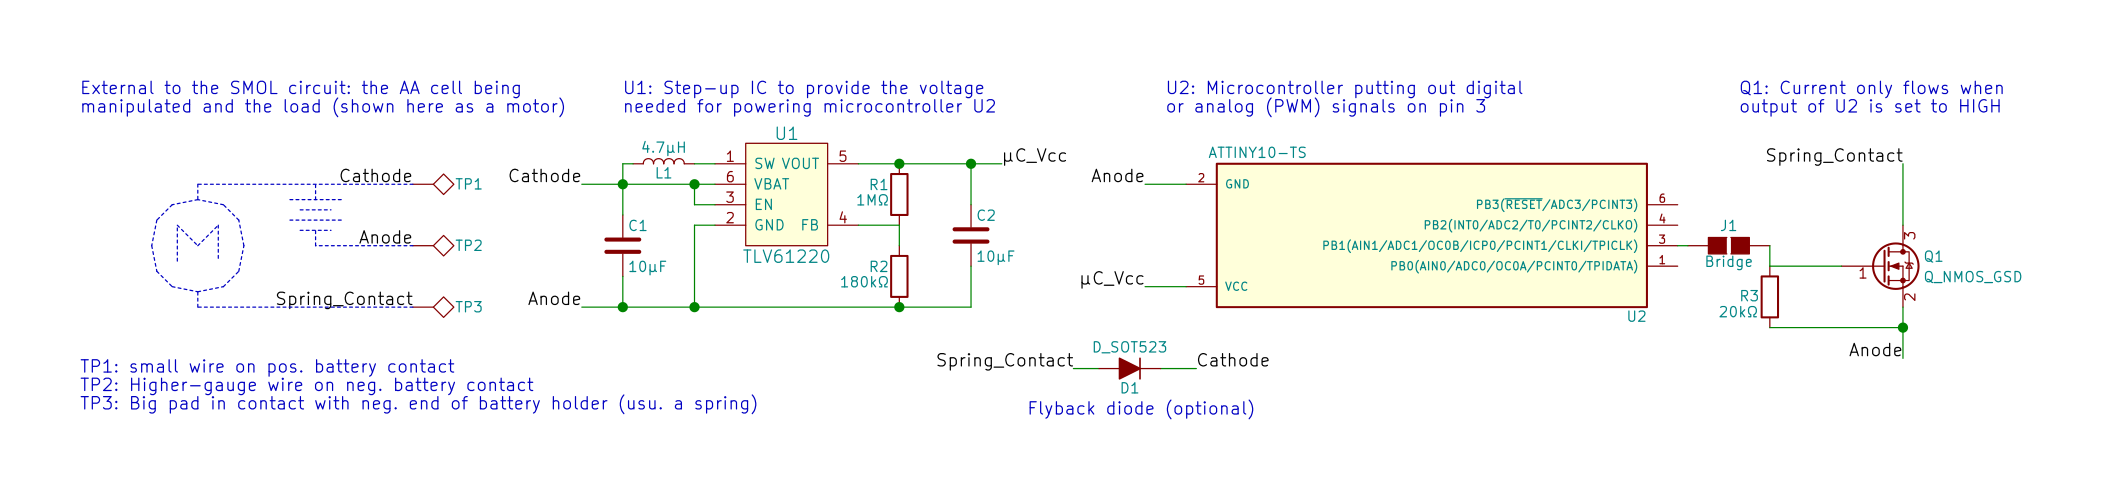 External to the SMOL circuit: the AA cell being
manipulated and the load (shown here as a motor)
U1: Step-up IC to provide the voltage
needed for powering microcontroller U2
U2: Microcontroller putting out digital
or analog (PWM) signals on pin 3
Q1: Current only flows when
output of U2 is set to HIGH
M
Cathode
TP1
Anode
TP2
Spring_Contact
TP3
TP1: small wire on pos. battery contact
TP2: Higher-gauge wire on neg. battery contact
TP3: Big pad in contact with neg. end of battery holder (usu. a spring)
Cathode
Anode
4.7µH
L1
C1
10µF
U1
1 SW VOUT 5
6 VBAT
3 EN
2 GND FB 4
TLV61220
R1
1MΩ
R2
180kΩ
C2
10µF
µC_Vcc
ATTINY10-TS
Anode 2 GND
µC_Vcc 5 VCC
PB3(RESET/ADC3/PCINT3) 6
PB2(INT0/ADC2/T0/PCINT2/CLKO) 4
PB1(AIN1/ADC1/OC0B/ICP0/PCINT1/CLKI/TPICLK) 3
PB0(AIN0/ADC0/OC0A/PCINT0/TPIDATA) 1
U2
J1
Bridge
R3
20kΩ
Spring_Contact
3
1
2
Q1
Q_NMOS_GSD
Anode
D_SOT523
Spring_Contact Cathode
D1
Flyback diode (optional)